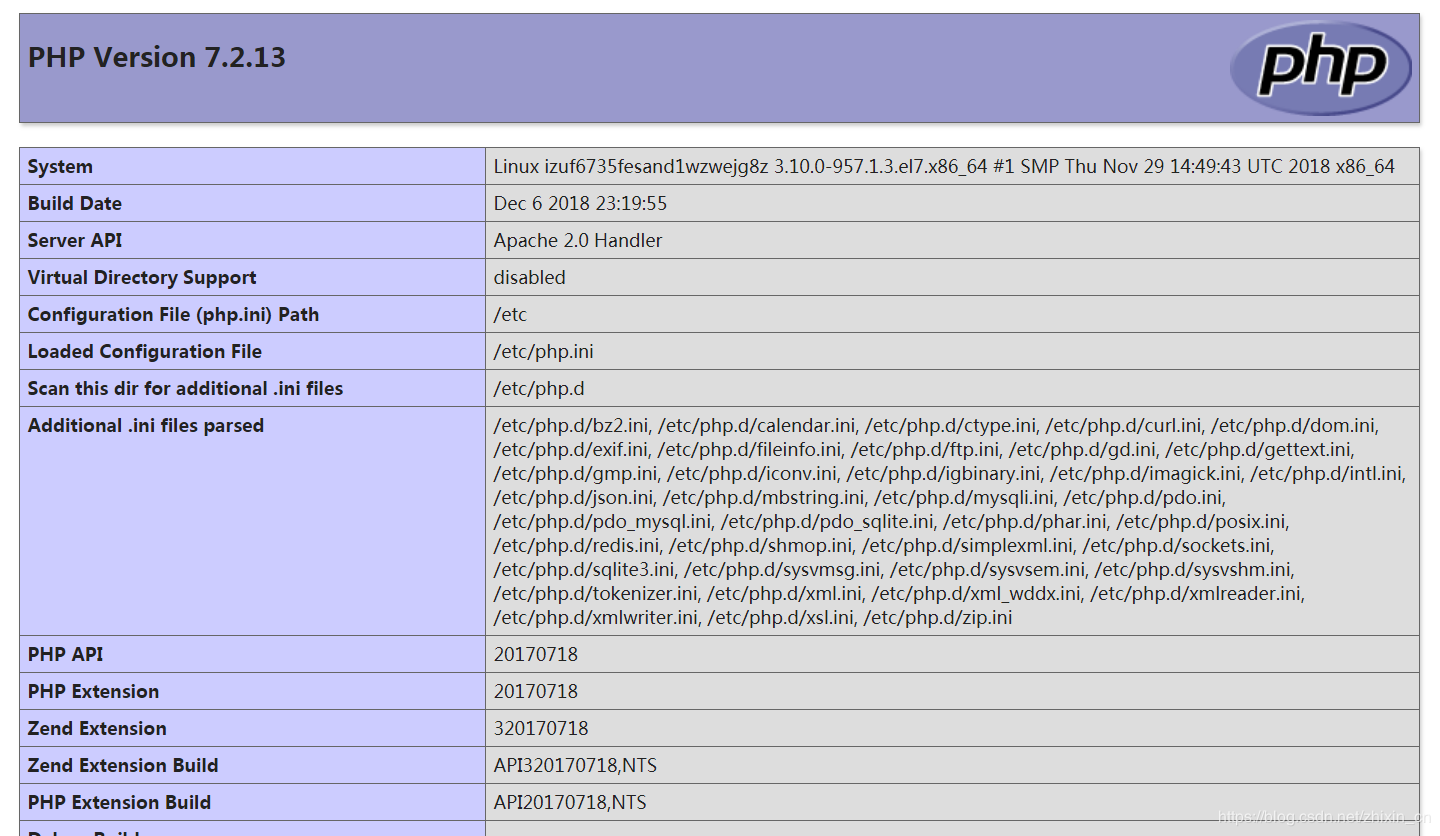 PHP Version 7.2.13
php
System Linux izuf6735fesand1wzwejg8z 3.10.0-957.1.3.el7.x86_64 #1 SMP Thu Nov 29 14:49:43 UTC 2018 x86_64
Build Date Dec 6 2018 23:19:55
Server API Apache 2.0 Handler
Virtual Directory Support disabled
Configuration File (php.ini) Path /etc
Loaded Configuration File /etc/php.ini
Scan this dir for additional .ini files /etc/php.d
Additional .ini files parsed /etc/php.d/bz2.ini, /etc/php.d/calendar.ini, /etc/php.d/ctype.ini, /etc/php.d/curl.ini, /etc/php.d/dom.ini,
/etc/php.d/exif.ini, /etc/php.d/fileinfo.ini, /etc/php.d/ftp.ini, /etc/php.d/gd.ini, /etc/php.d/gettext.ini,
/etc/php.d/gmp.ini, /etc/php.d/iconv.ini, /etc/php.d/igbinary.ini, /etc/php.d/imagick.ini, /etc/php.d/intl.ini,
/etc/php.d/json.ini, /etc/php.d/mbstring.ini, /etc/php.d/mysqli.ini, /etc/php.d/pdo.ini,
/etc/php.d/pdo_mysql.ini, /etc/php.d/pdo_sqlite.ini, /etc/php.d/phar.ini, /etc/php.d/posix.ini,
/etc/php.d/redis.ini, /etc/php.d/shmop.ini, /etc/php.d/simplexml.ini, /etc/php.d/sockets.ini,
/etc/php.d/sqlite3.ini, /etc/php.d/sysvmsg.ini, /etc/php.d/sysvsem.ini, /etc/php.d/sysvshm.ini,
/etc/php.d/tokenizer.ini, /etc/php.d/xml.ini, /etc/php.d/xml_wddx.ini, /etc/php.d/xmlreader.ini,
/etc/php.d/xmlwriter.ini, /etc/php.d/xsl.ini, /etc/php.d/zip.ini
PHP API 20170718
PHP Extension 20170718
Zend Extension 320170718
Zend Extension Build API320170718,NTS
PHP Extension Build API20170718,NTS
https://blog.csdn.net/zhixin_cn